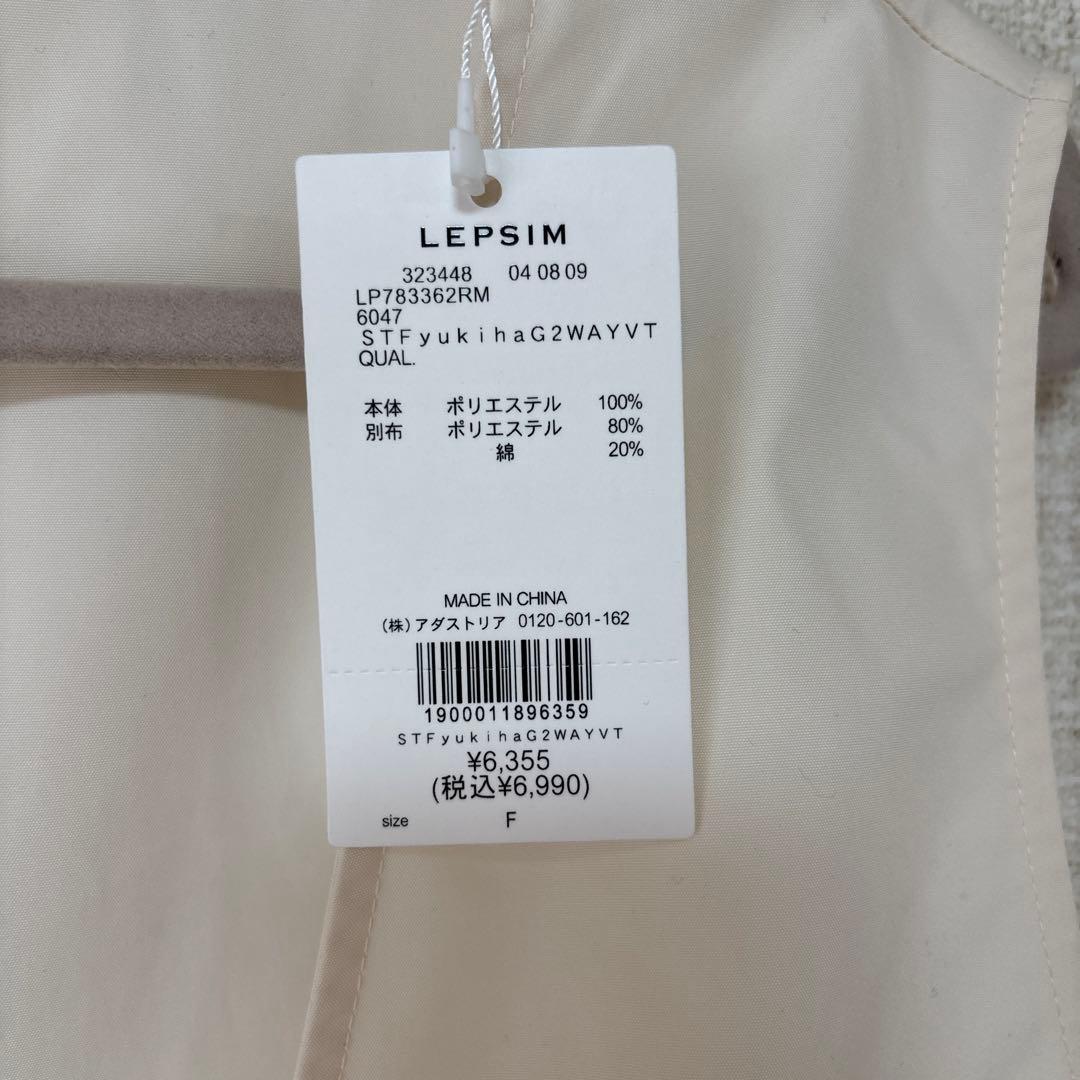 LEPSIM
323448 04 08 09
LP783362RM
6047
ＳＴＦｙｕｋｉｈａＧ２ＷＡＹＶＴ
QUAL.
本体 ポリエステル 100%
別布 ポリエステル 80%
綿 20%
MADE IN CHINA
(株)アダストリア 0120-601-162
1900011896359
ＳＴＦｙｕｋｉｈａＧ２ＷＡＹＶＴ
¥6,355
(税込¥6,990)
size F